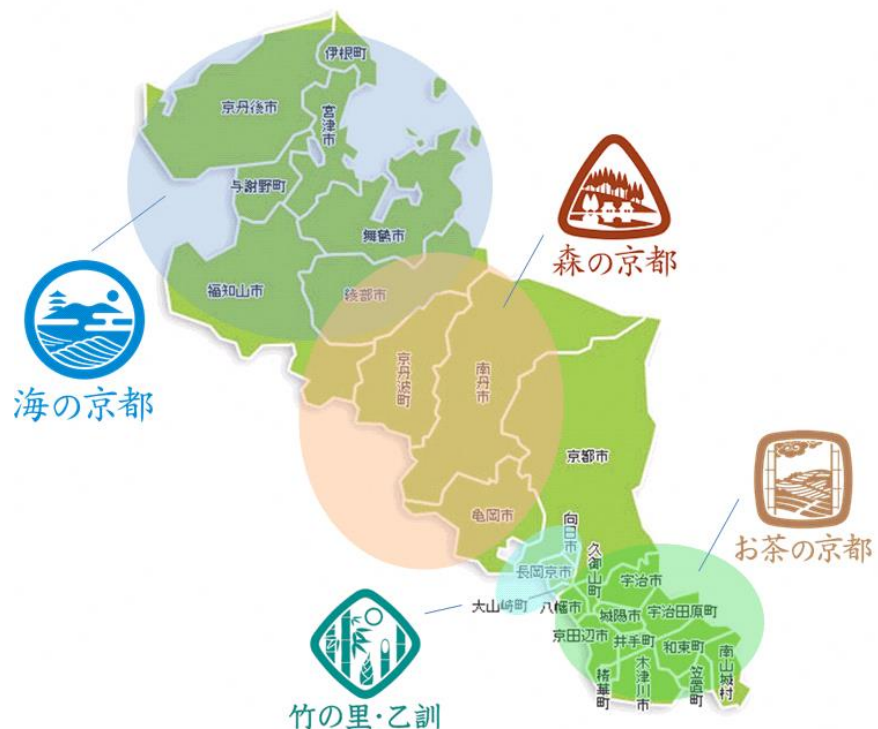 伊根町
京丹後市
宮津市
与謝野町
舞鶴市
福知山市
綾部市
海の京都
森の京都
京丹波町
南丹市
京都市
亀岡市
お茶の京都
向日市
長岡京市
久御山町
宇治市
大山崎町
八幡市
城陽市
宇治田原町
京田辺市
井手町
和束町
南山城村
精華町
木津川市
笠置町
竹の里・乙訓